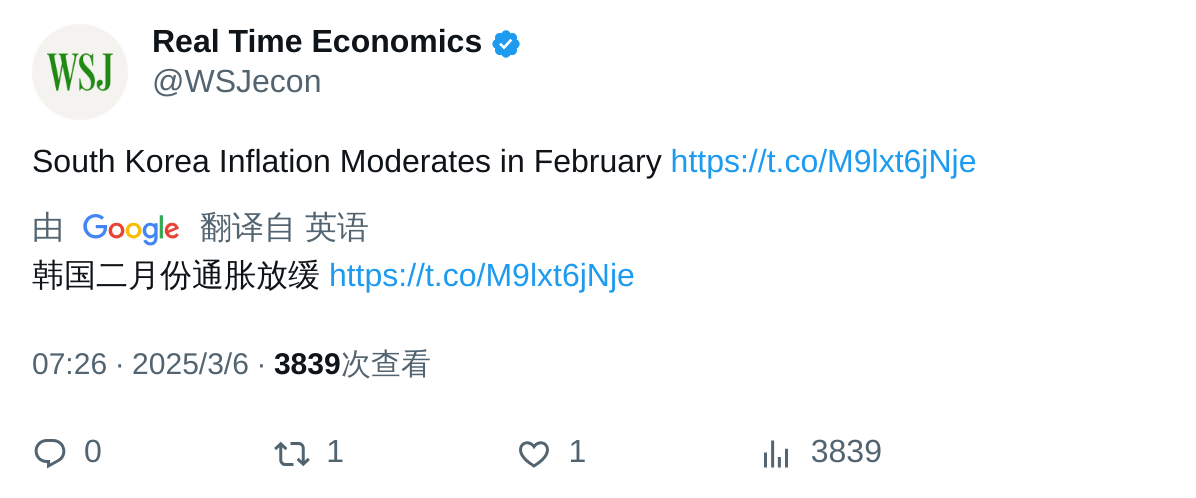 WSJ
Real Time Economics
@WSJecon
South Korea Inflation Moderates in February https://t.co/M9lxt6jNje
由 Google 翻译自 英语
韩国二月份通胀放缓 https://t.co/M9lxt6jNje
07:26 · 2025/3/6 · 3839次查看
0 1 1 3839